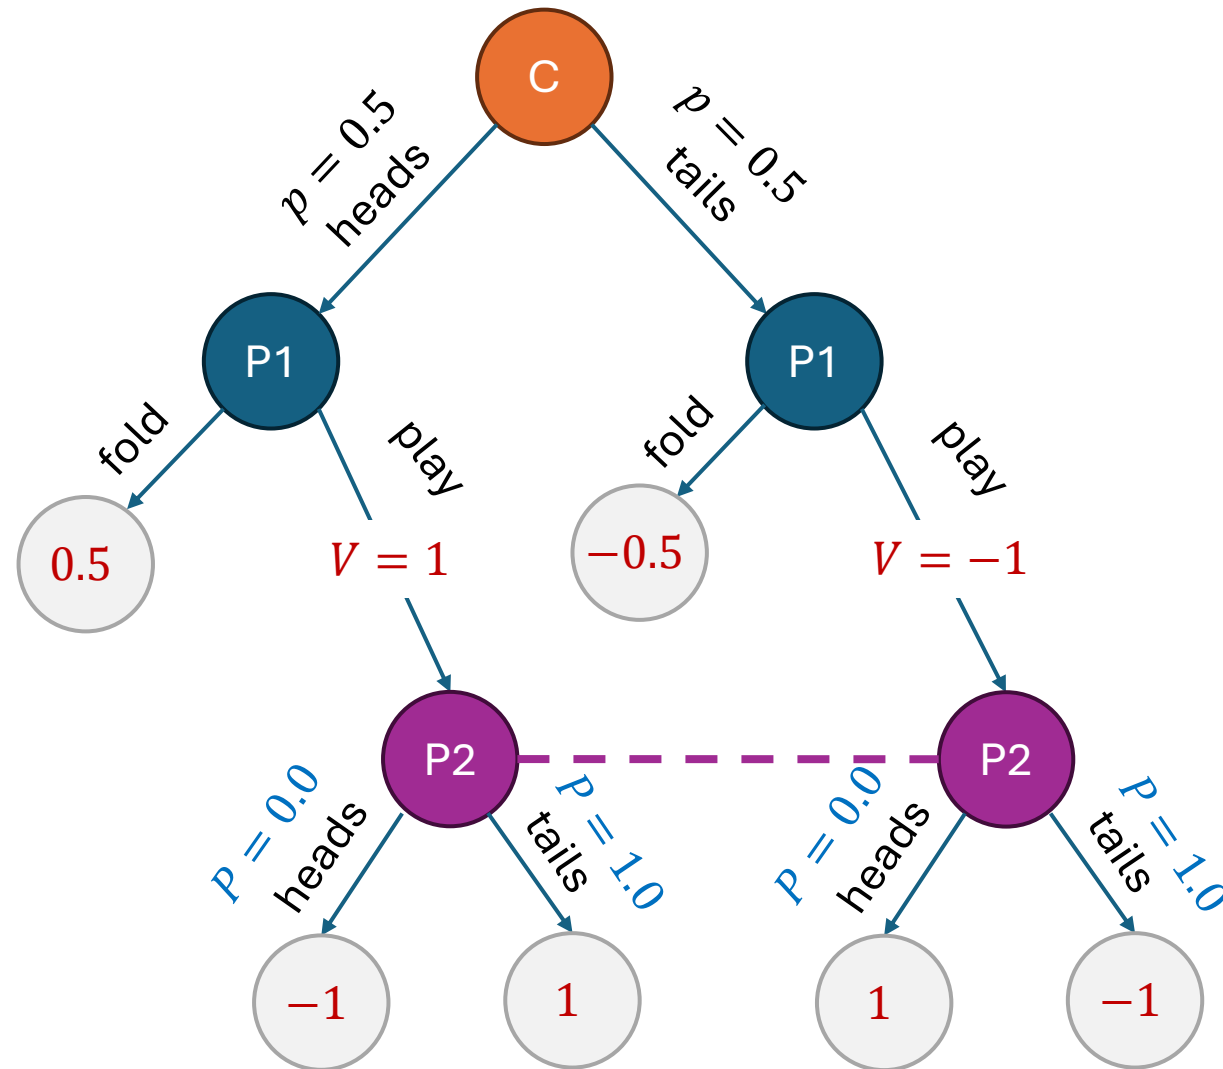 C
p = 0.5
heads
p = 0.5
tails
P1
P1
fold
play
fold
play
0.5
V = 1
−0.5
V = −1
P2
P2
P = 0.0
heads
P = 1.0
tails
P = 0.0
heads
P = 1.0
tails
−1
1
1
−1